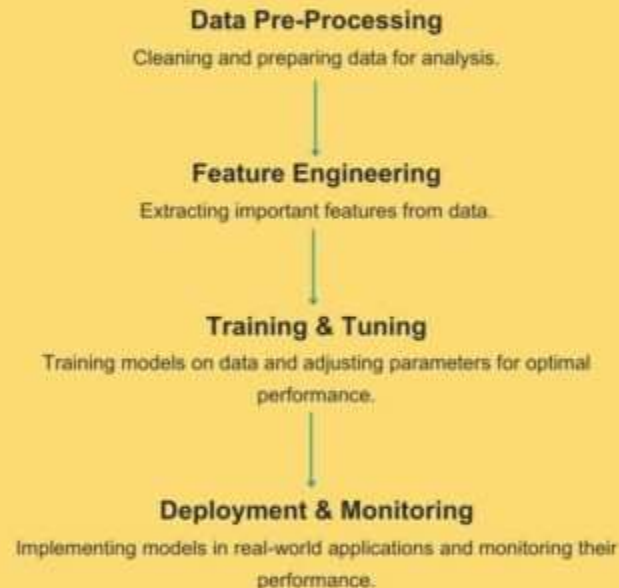 Data Pre-Processing
Cleaning and preparing data for analysis.
Feature Engineering
Extracting important features from data.
Training & Tuning
Training models on data and adjusting parameters for optimal
performance.
Deployment & Monitoring
Implementing models in real-world applications and monitoring their
performance.